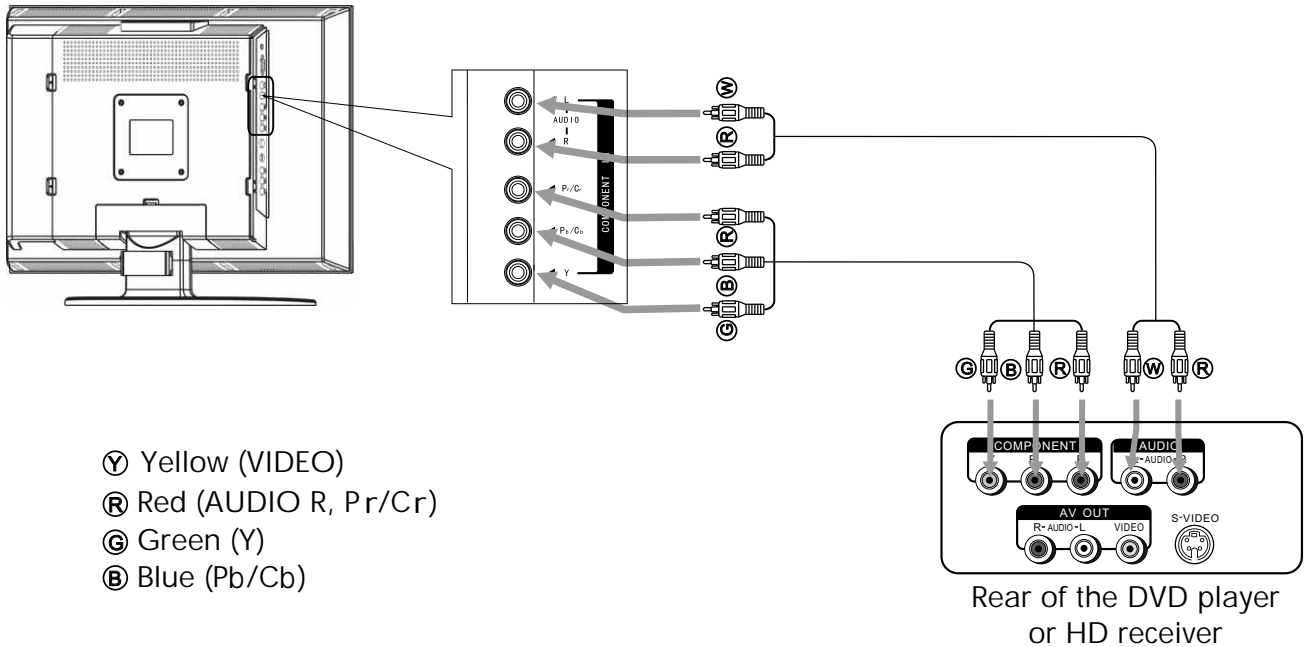 L
AUDIO
R
Pr/Cr
Pb/Cb
Y
COMPONENT
W
R
R
B
G
G B R W R
COMPONENT AUDIO
AUDIO
AV OUT
R-AUDIO-L VIDEO
S-VIDEO
Y Yellow (VIDEO)
R Red (AUDIO R, Pr/Cr)
G Green (Y)
B Blue (Pb/Cb)
Rear of the DVD player
or HD receiver